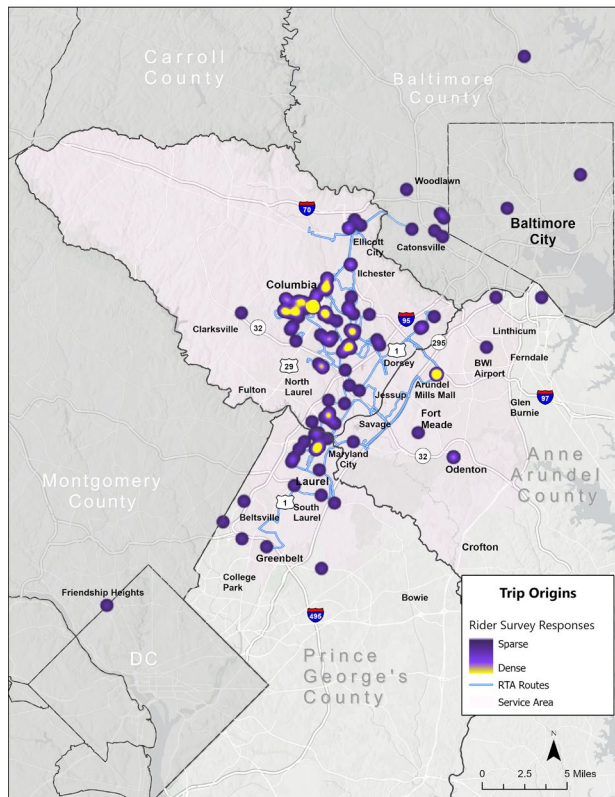 Carroll
County
Baltimore
County
Woodlawn
70
Baltimore
City
Ellicott
City
Catonsville
Ilchester
Columbia
95
Clarksville
32
295
Linthicum
1
Dorsey
BWI
Airport
Ferndale
29
North
Laurel
Arundel
Mills Mall
Fulton
Jessup
97
Glen
Burnie
Savage
Fort
Meade
Maryland
City
32
Odenton
Anne
Arundel
County
Laurel
Montgomery
County
1
South
Laurel
Beltsville
Crofton
Greenbelt
College
Park
Friendship Heights
Bowie
495
DC
Prince
George's
County
Trip Origins
Rider Survey Responses
Sparse
Dense
RTA Routes
Service Area
N
0 2.5 5 Miles